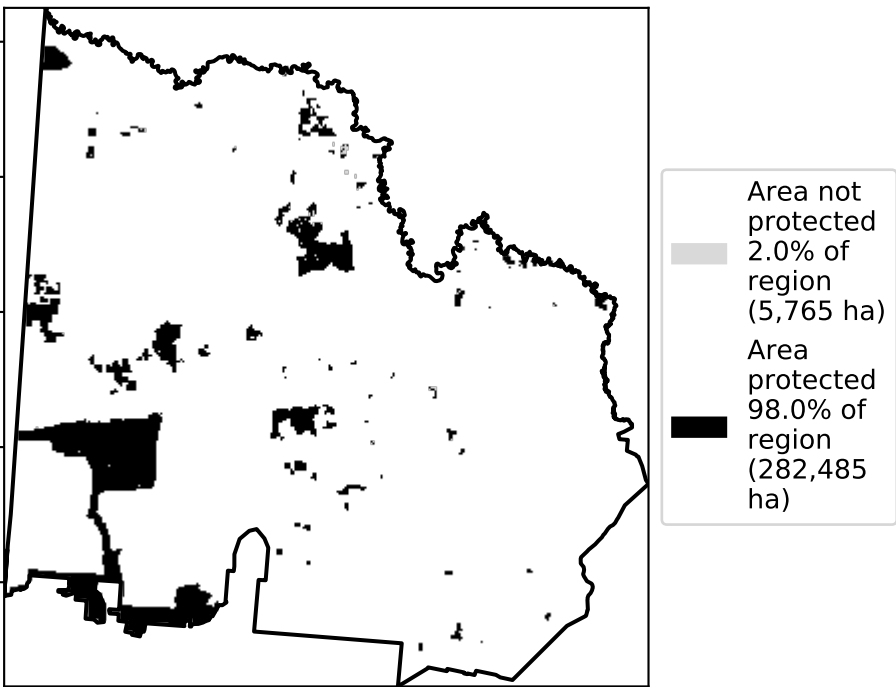 Area not
protected
2.0% of
region
(5,765 ha)
Area
protected
98.0% of
region
(282,485
ha)